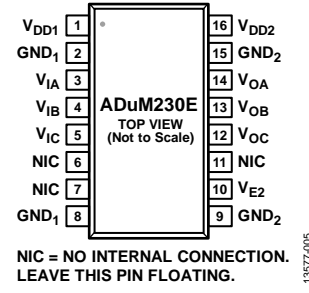 VDD1 1 16 VDD2
GND1 2 15 GND2
VIA 3 14 VOA
VIB 4 ADuM230E 13 VOB
VIC 5 TOP VIEW 12 VOC
(Not to Scale)
NIC 6 11 NIC
NIC 7 10 VE2
GND1 8 9 GND2
NIC = NO INTERNAL CONNECTION.
LEAVE THIS PIN FLOATING.
13577-005